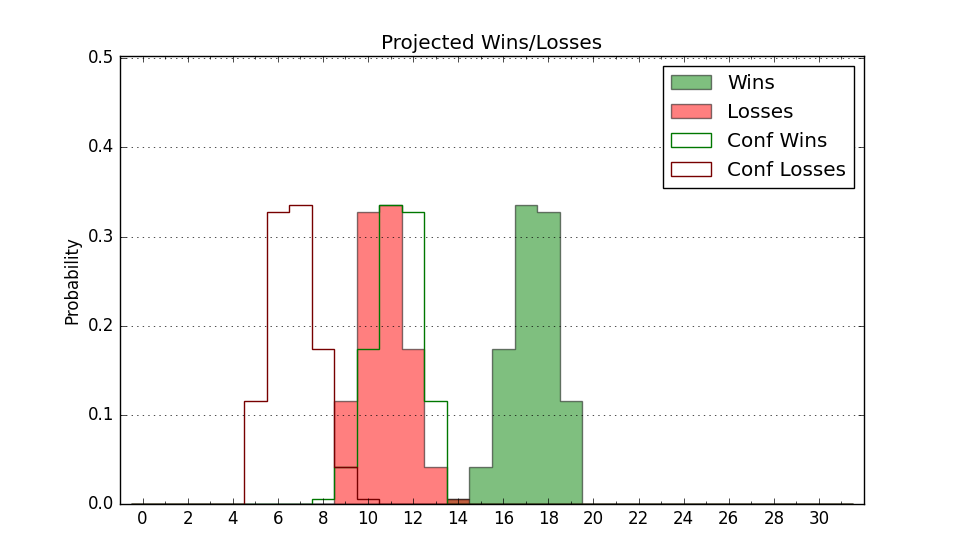 Projected Wins/Losses
Probability
0.5
0.4
0.3
0.2
0.1
0.0
Wins
Losses
Conf Wins
Conf Losses
0 2 4 6 8 10 12 14 16 18 20 22 24 26 28 30